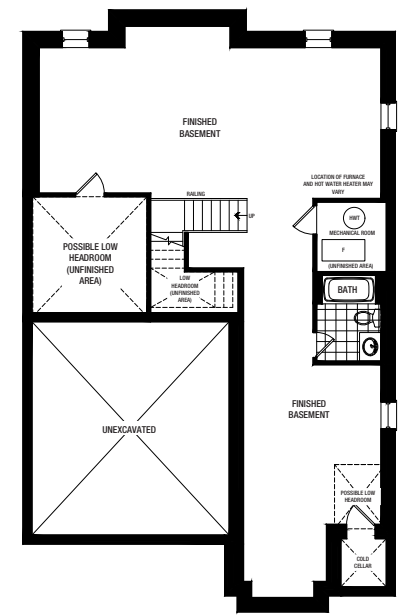 FINISHED
BASEMENT
LOCATION OF FURNACE
AND HOT WATER HEATER MAY
VARY
RAILING
UP
HWT
MECHANICAL ROOM
F
(UNFINISHED AREA)
POSSIBLE LOW
HEADROOM
(UNFINISHED
AREA)
LOW
HEADROOM
(UNFINISHED
AREA)
BATH
FINISHED
BASEMENT
UNEXCAVATED
POSSIBLE LOW
HEADROOM
COLD
CELLAR